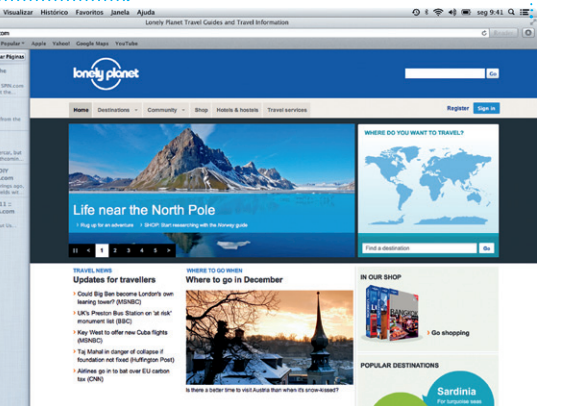 Visualizar Histórico Favoritos Janela Ajuda
seg 9:41
Lonely Planet Travel Guides and Travel Information
com
Reader
Popular Apple Yahoo! Google Maps YouTube
lonely planet
Go
Home Destinations Community Shop Hotels & hostels Travel services
Register Sign in
Life near the North Pole
Rug up for an adventure SHOP: Start researching with the Norway guide
1 2 3 4 5
WHERE DO YOU WANT TO TRAVEL?
Find a destination Go
TRAVEL NEWS
Updates for travellers
Could Big Ben become London's own
leaning tower? (MSNBC)
UK's Preston Bus Station on 'at risk'
monument list (BBC)
Key West to offer new Cuba flights
(MSNBC)
Taj Mahal in danger of collapse if
foundation not fixed (Huffington Post)
Airlines go in to bat over EU carbon
tax (CNN)
WHERE TO GO WHEN
Where to go in December
Is there a better time to visit Austria than when it's snow-kissed?
IN OUR SHOP
BANGKOK
Go shopping
POPULAR DESTINATIONS
Sardinia
For turquoise seas